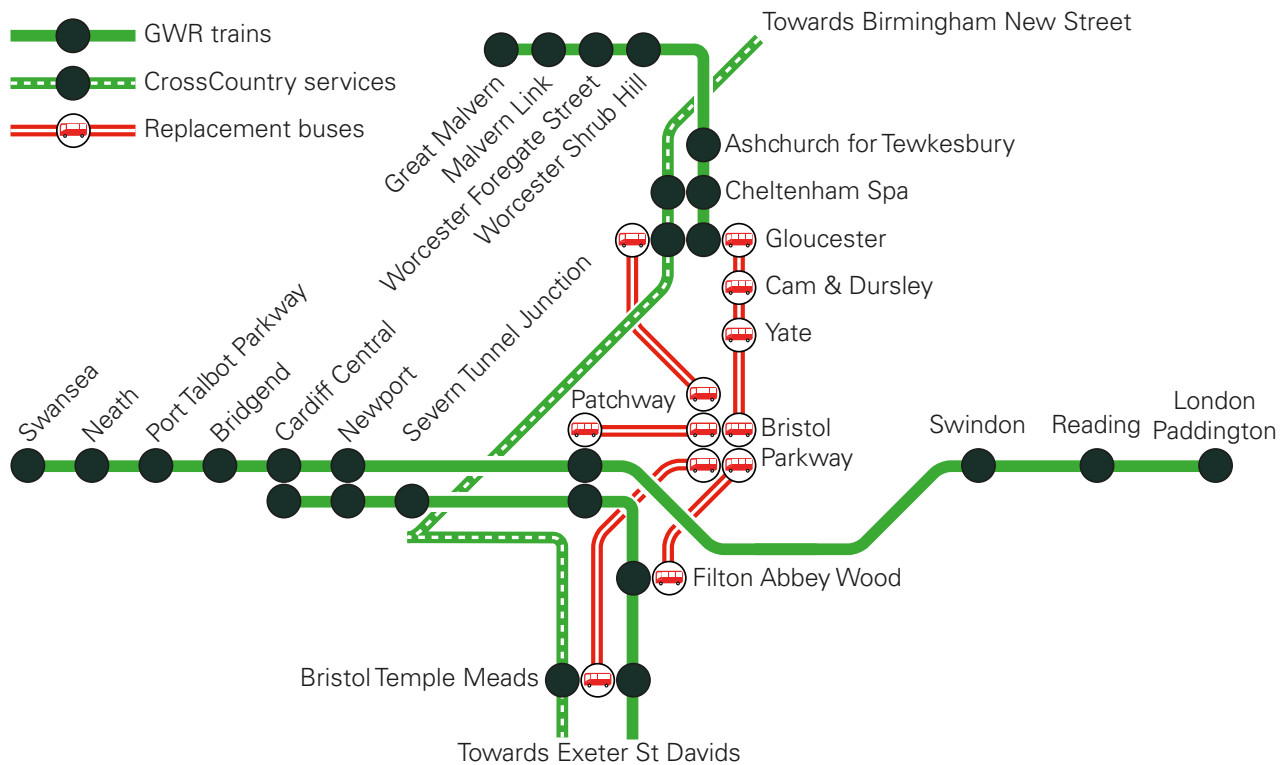 GWR trains
CrossCountry services
Replacement buses
Towards Birmingham New Street
Great Malvern
Malvern Link
Worcester Foregate Street
Worcester Shrub Hill
Ashchurch for Tewkesbury
Cheltenham Spa
Gloucester
Cam & Dursley
Yate
Swansea
Neath
Port Talbot Parkway
Bridgend
Cardiff Central
Newport
Severn Tunnel Junction
Patchway
Bristol
Parkway
Swindon
Reading
London
Paddington
Filton Abbey Wood
Bristol Temple Meads
Towards Exeter St Davids